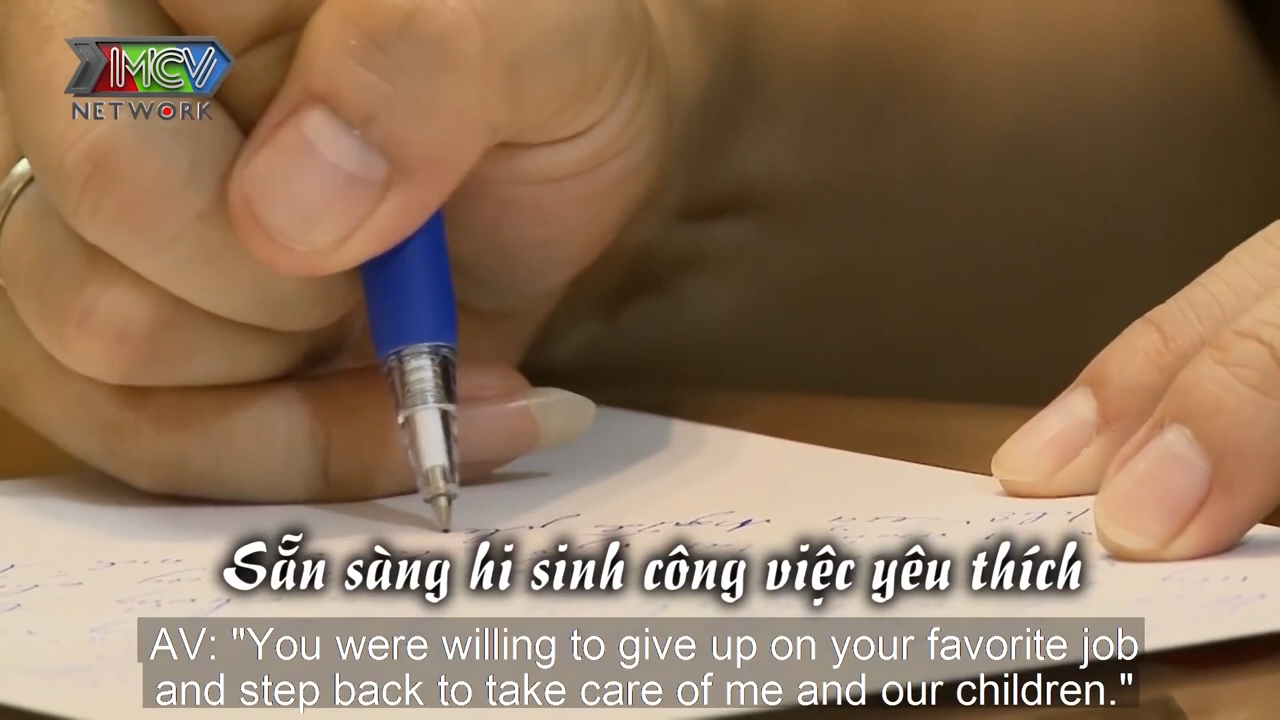 MCV
NETWORK
Sẵn sàng hi sinh công việc yêu thích
AV: "You were willing to give up on your favorite job
and step back to take care of me and our children."